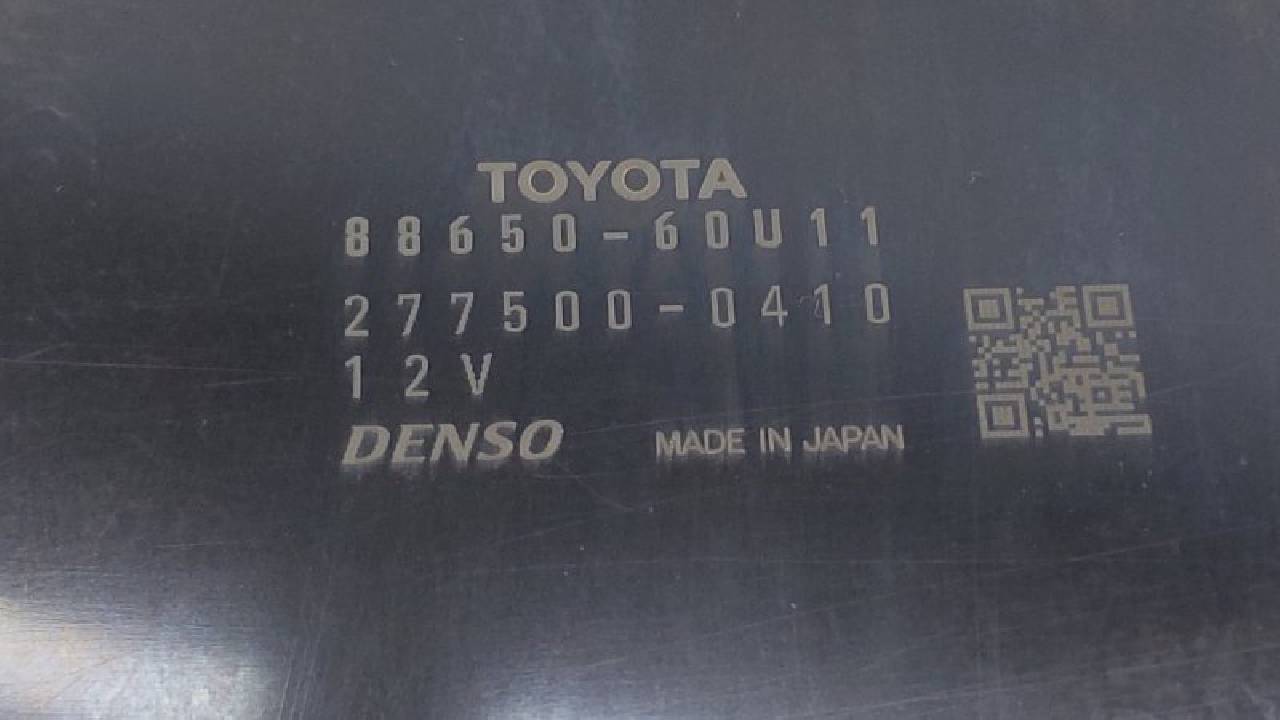 TOYOTA
88650-60U11
277500-0410
12V
DENSO MADE IN JAPAN